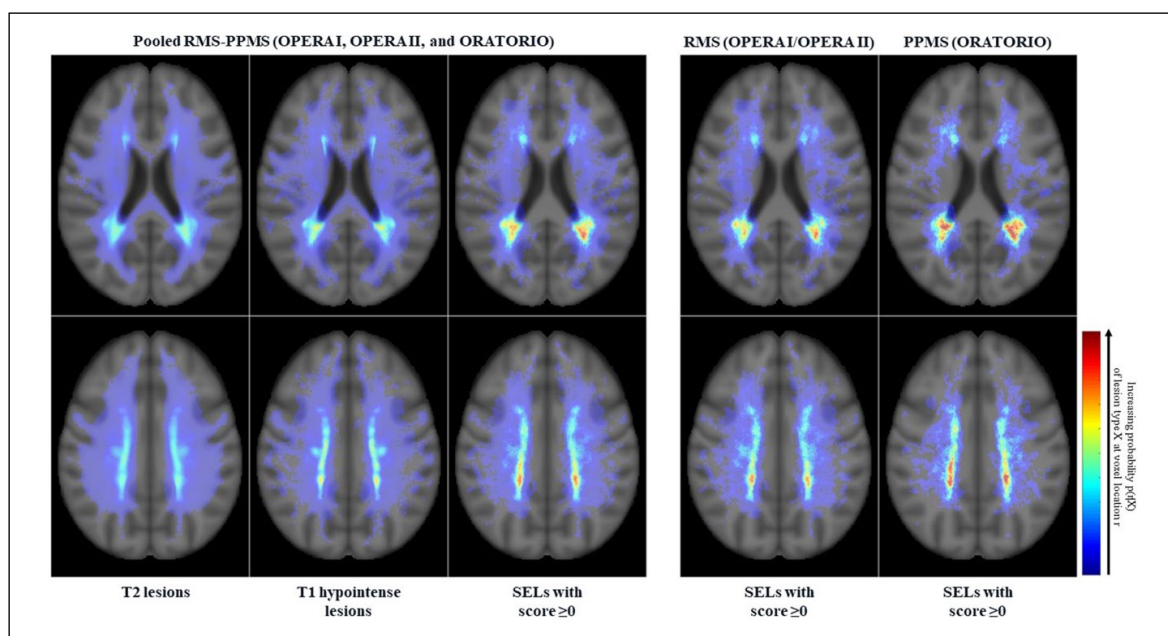 Pooled RMS-PPMS (OPERA I, OPERA II, and ORATORIO)
RMS (OPERA I/OPERA II)
PPMS (ORATORIO)
Increasing probability p(r|X)
of lesion type X at voxel location r
T2 lesions
T1 hypointense
lesions
SELs with
score ≥0
SELs with
score ≥0
SELs with
score ≥0